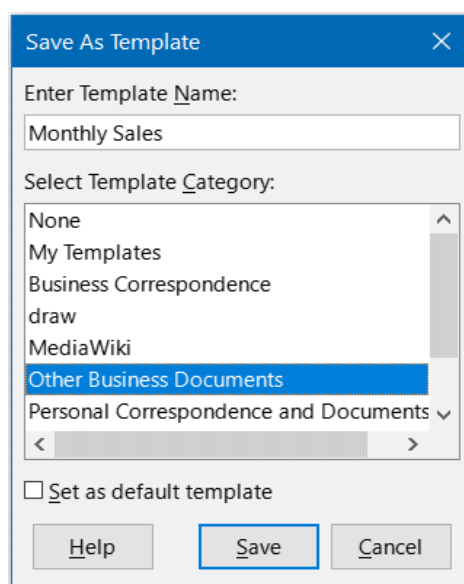 Save As Template
Enter Template Name:
Monthly Sales
Select Template Category:
None
My Templates
Business Correspondence
draw
MediaWiki
Other Business Documents
Personal Correspondence and Documents
Set as default template
Help Save Cancel